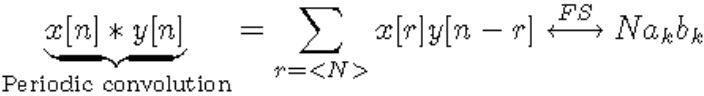 x[n] * y[n] = ∑ x[r]y[n − r] ⟷ Na_k b_k
FS
Periodic convolution
r=<N>